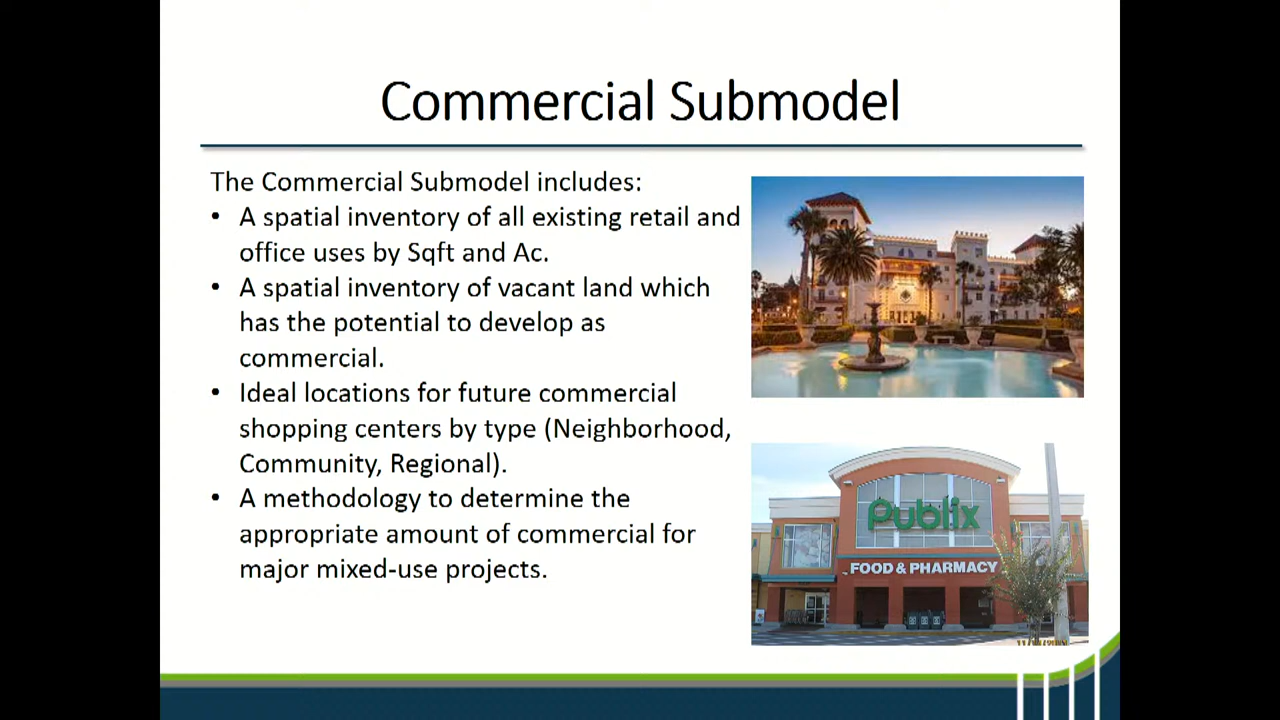 Commercial Submodel
The Commercial Submodel includes:
• A spatial inventory of all existing retail and
office uses by Sqft and Ac.
• A spatial inventory of vacant land which
has the potential to develop as
commercial.
• Ideal locations for future commercial
shopping centers by type (Neighborhood,
Community, Regional).
• A methodology to determine the
appropriate amount of commercial for
major mixed-use projects.
Publix
FOOD & PHARMACY